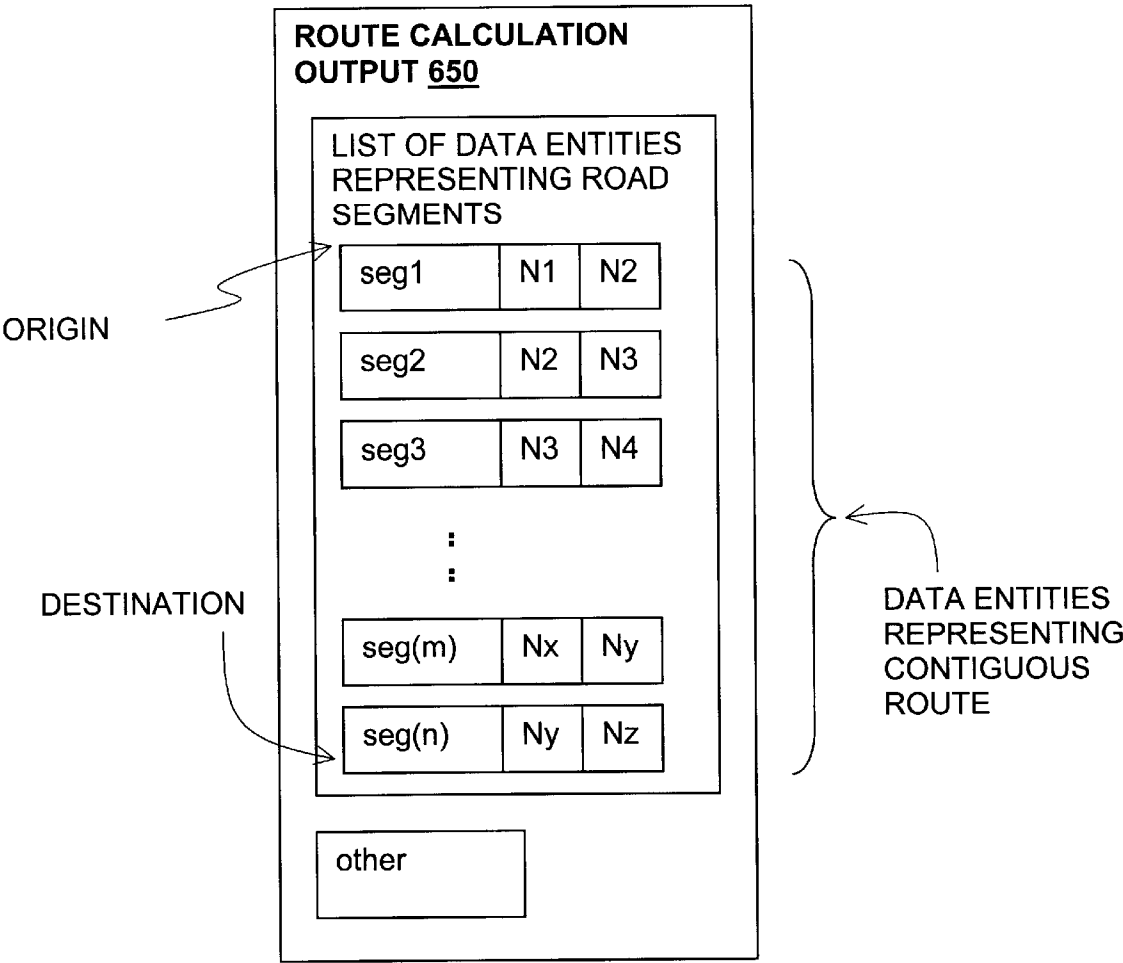 ROUTE CALCULATION
OUTPUT 650
LIST OF DATA ENTITIES
REPRESENTING ROAD
SEGMENTS
seg1 N1 N2
ORIGIN
seg2 N2 N3
seg3 N3 N4
:
:
DESTINATION
seg(m) Nx Ny
seg(n) Ny Nz
DATA ENTITIES
REPRESENTING
CONTIGUOUS
ROUTE
other